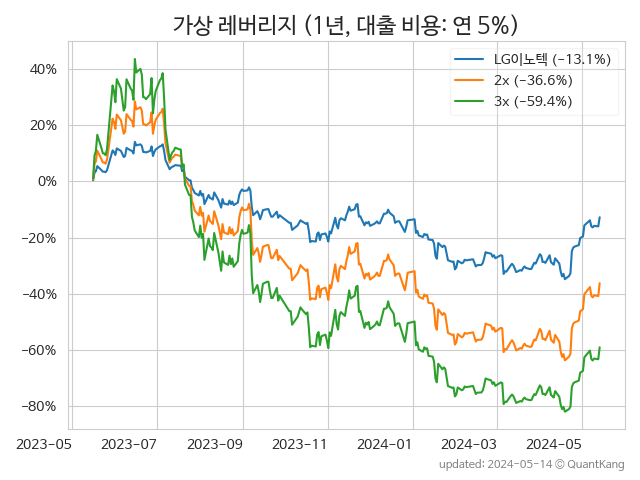 가상 레버리지 (1년, 대출 비용: 연 5%)
LG이노텍 (−13.1%)
2x (−36.6%)
3x (−59.4%)
40%
20%
0%
−20%
−40%
−60%
−80%
2023-05 2023-07 2023-09 2023-11 2024-01 2024-03 2024-05
updated: 2024-05-14 © QuantKang